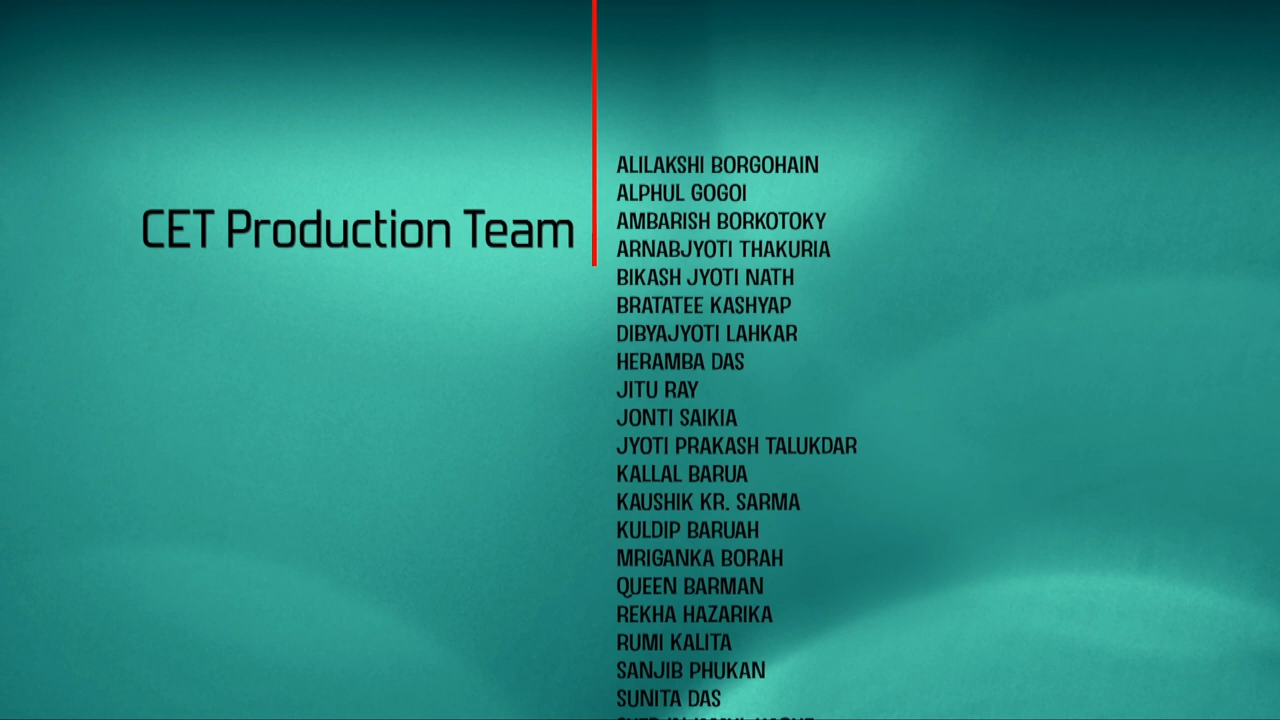 CET Production Team
ALILAKSHI BORGOHAIN
ALPHUL GOGOI
AMBARISH BORKOTOKY
ARNABJYOTI THAKURIA
BIKASH JYOTI NATH
BRATATEE KASHYAP
DIBYAJYOTI LAHKAR
HERAMBA DAS
JITU RAY
JONTI SAIKIA
JYOTI PRAKASH TALUKDAR
KALLAL BARUA
KAUSHIK KR. SARMA
KULDIP BARUAH
MRIGANKA BORAH
QUEEN BARMAN
REKHA HAZARIKA
RUMI KALITA
SANJIB PHUKAN
SUNITA DAS